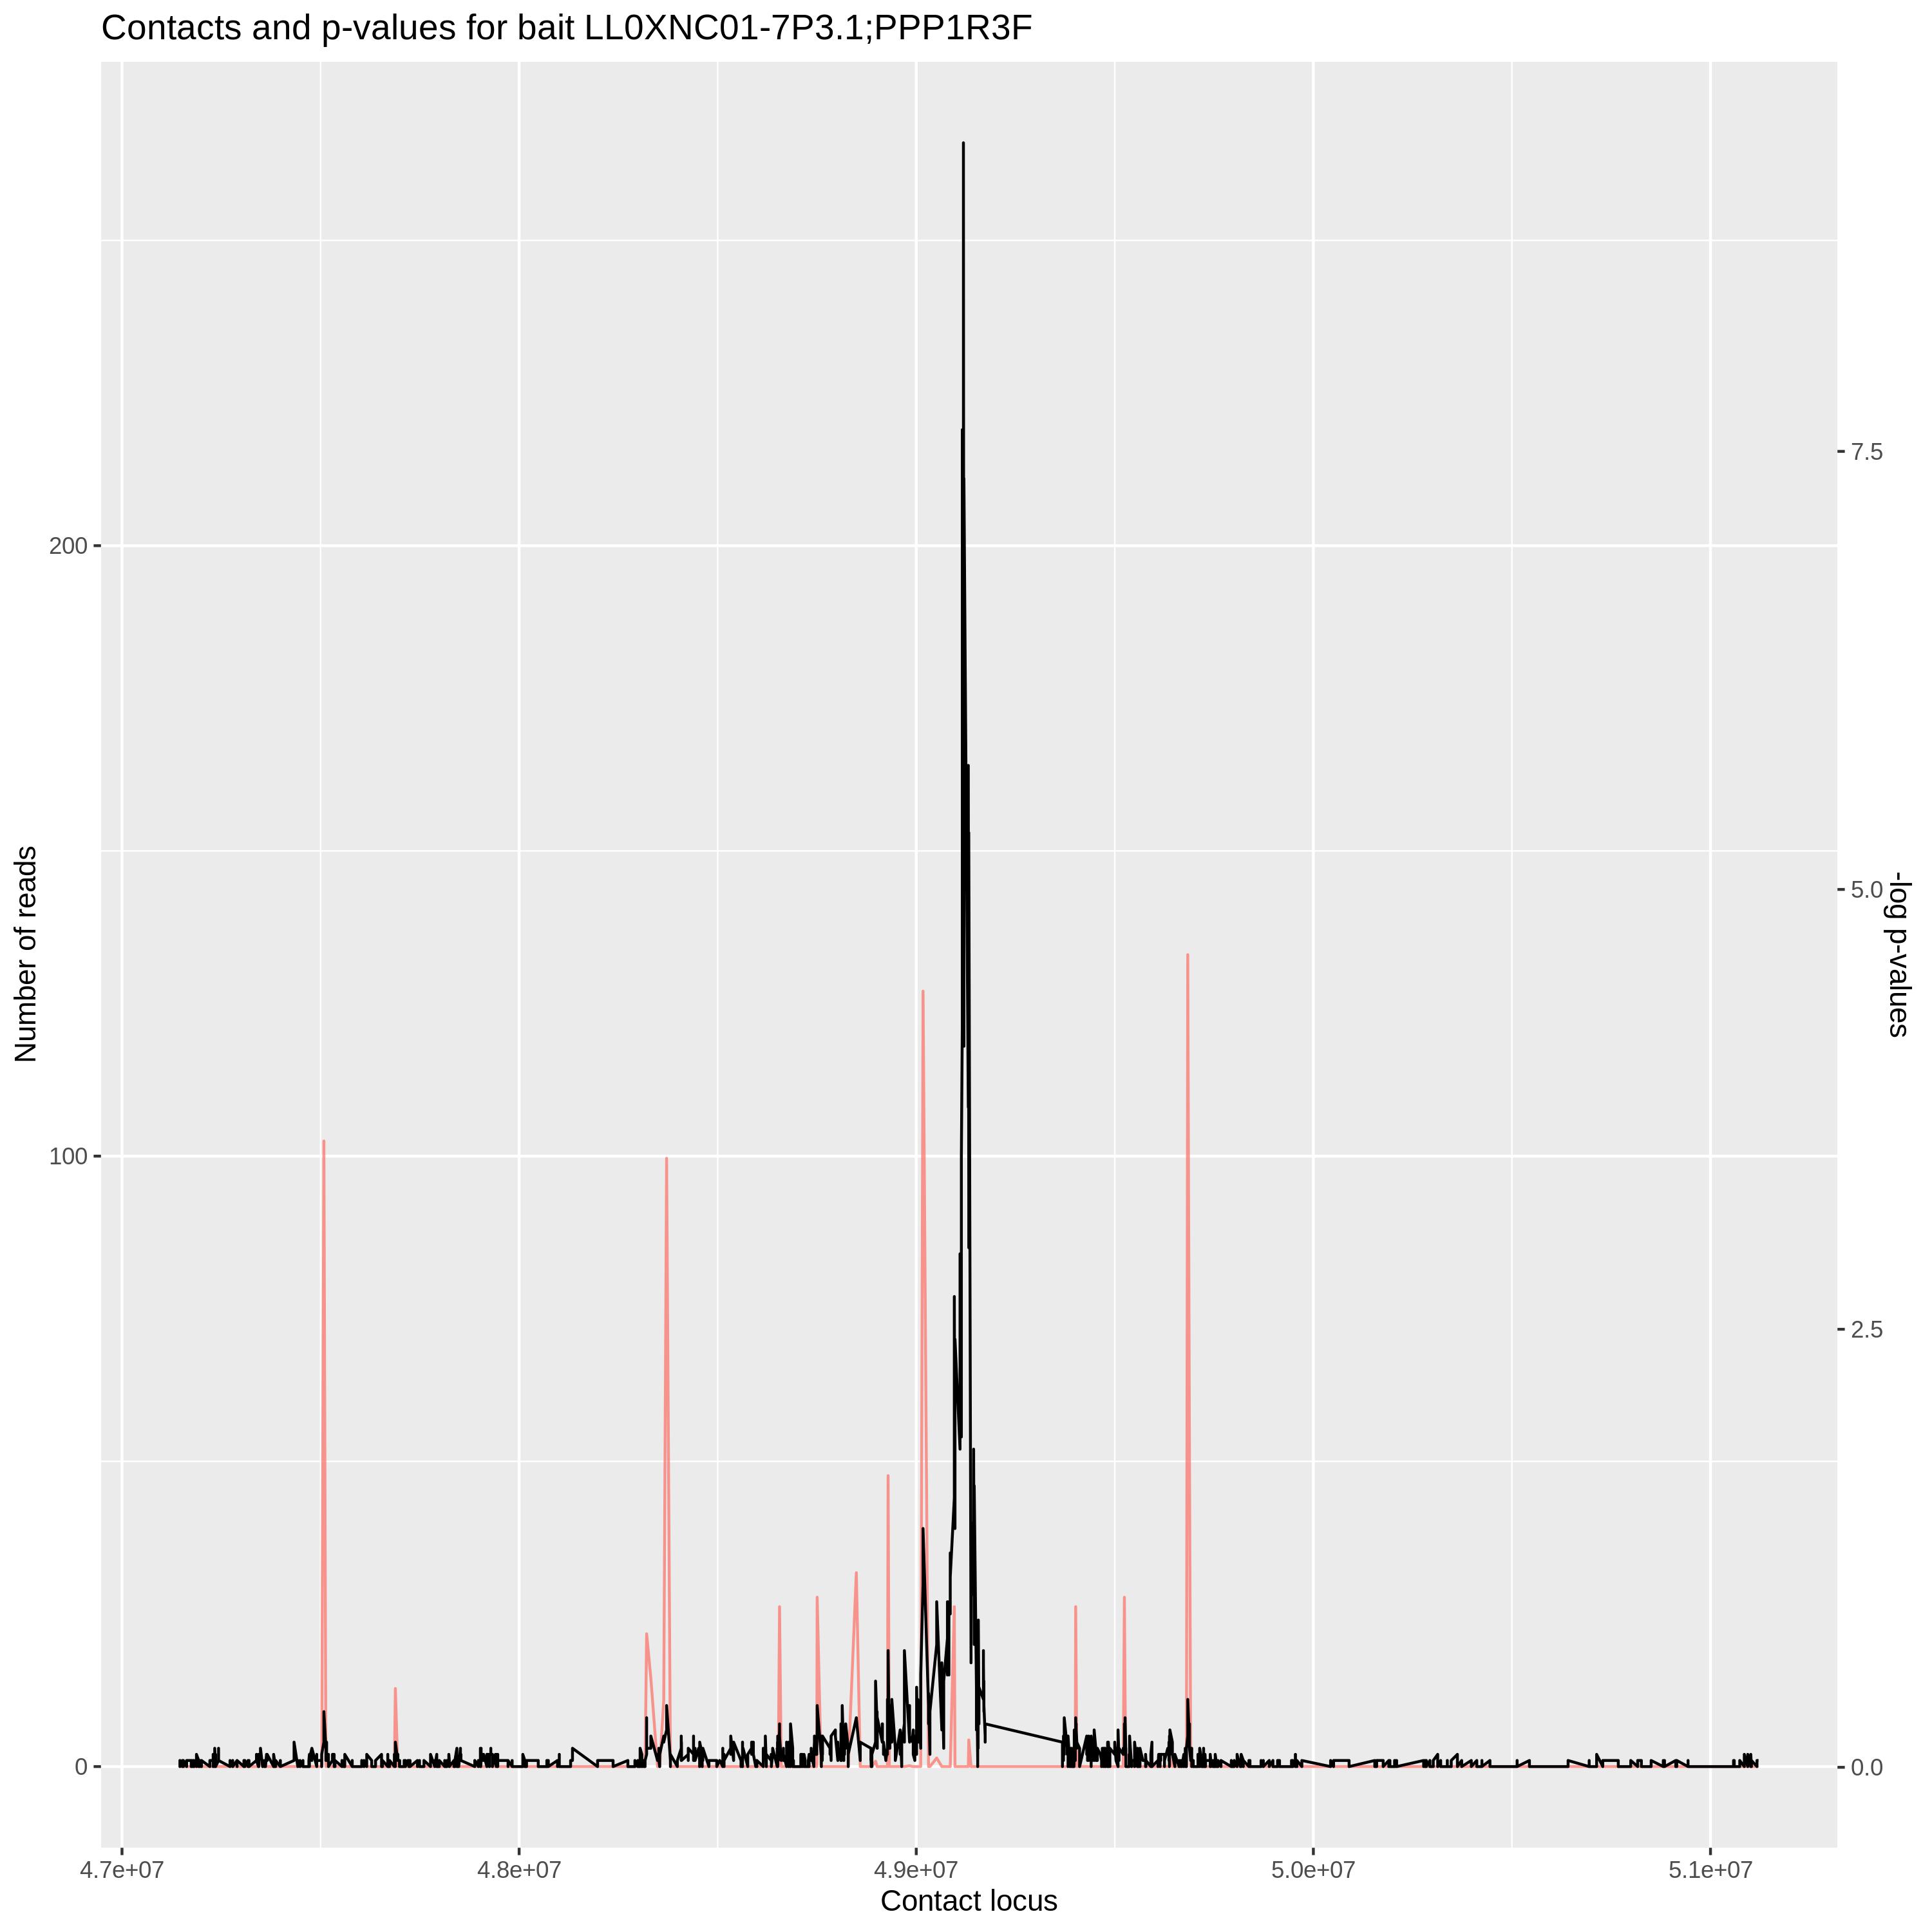 Contacts and p-values for bait LL0XNC01-7P3.1;PPP1R3F
Number of reads
200
100
0
7.5
5.0
2.5
0.0
-log p-values
4.7e+07 4.8e+07 4.9e+07 5.0e+07 5.1e+07
Contact locus